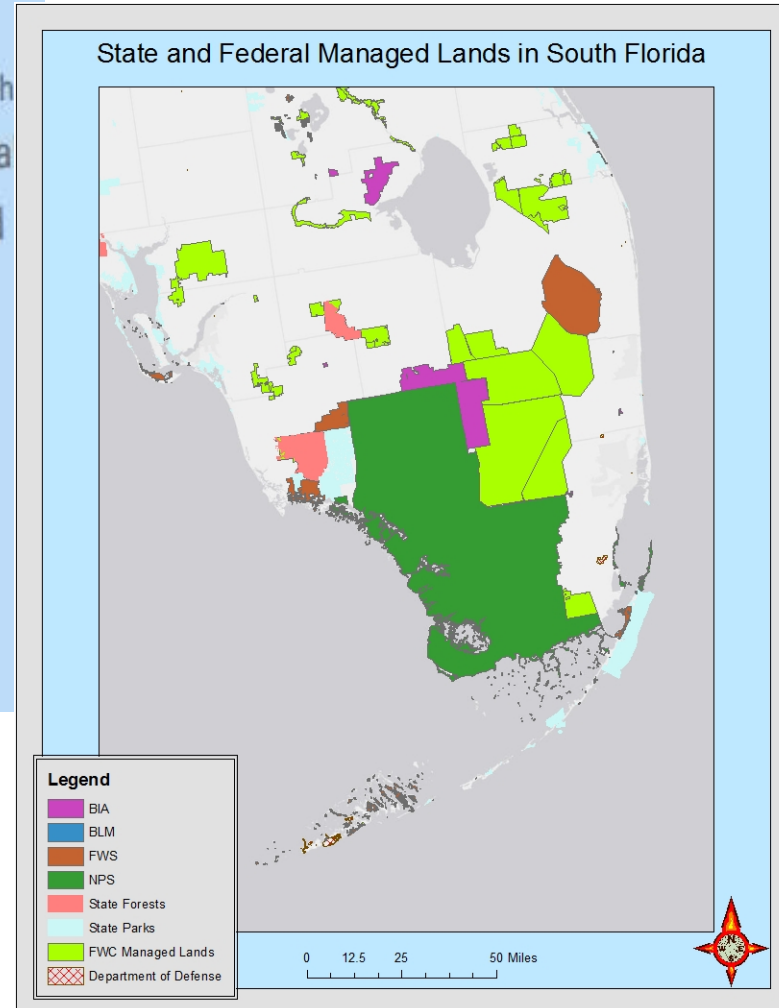 h
a
State and Federal Managed Lands in South Florida
Legend
BIA
BLM
FWS
NPS
State Forests
State Parks
FWC Managed Lands
Department of Defense
0 12.5 25 50 Miles
N
W E
S